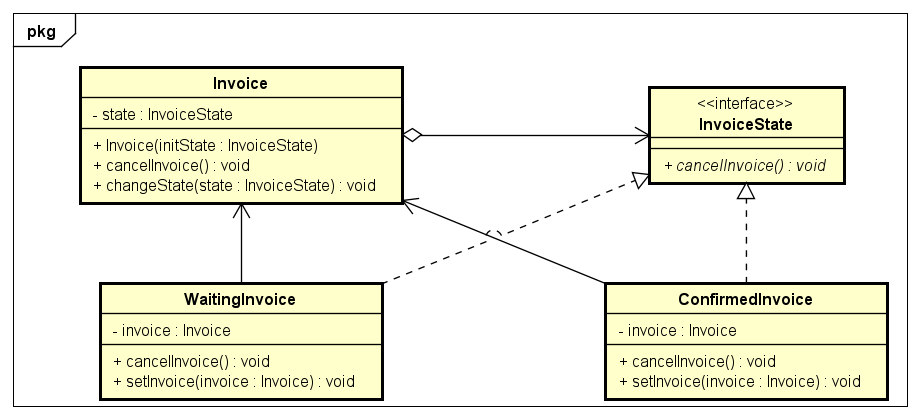 pkg
Invoice
- state : InvoiceState
+ Invoice(initState : InvoiceState)
+ cancelInvoice() : void
+ changeState(state : InvoiceState) : void
<<interface>>
InvoiceState
+ cancelInvoice() : void
WaitingInvoice
- invoice : Invoice
+ cancelInvoice() : void
+ setInvoice(invoice : Invoice) : void
ConfirmedInvoice
- invoice : Invoice
+ cancelInvoice() : void
+ setInvoice(invoice : Invoice) : void